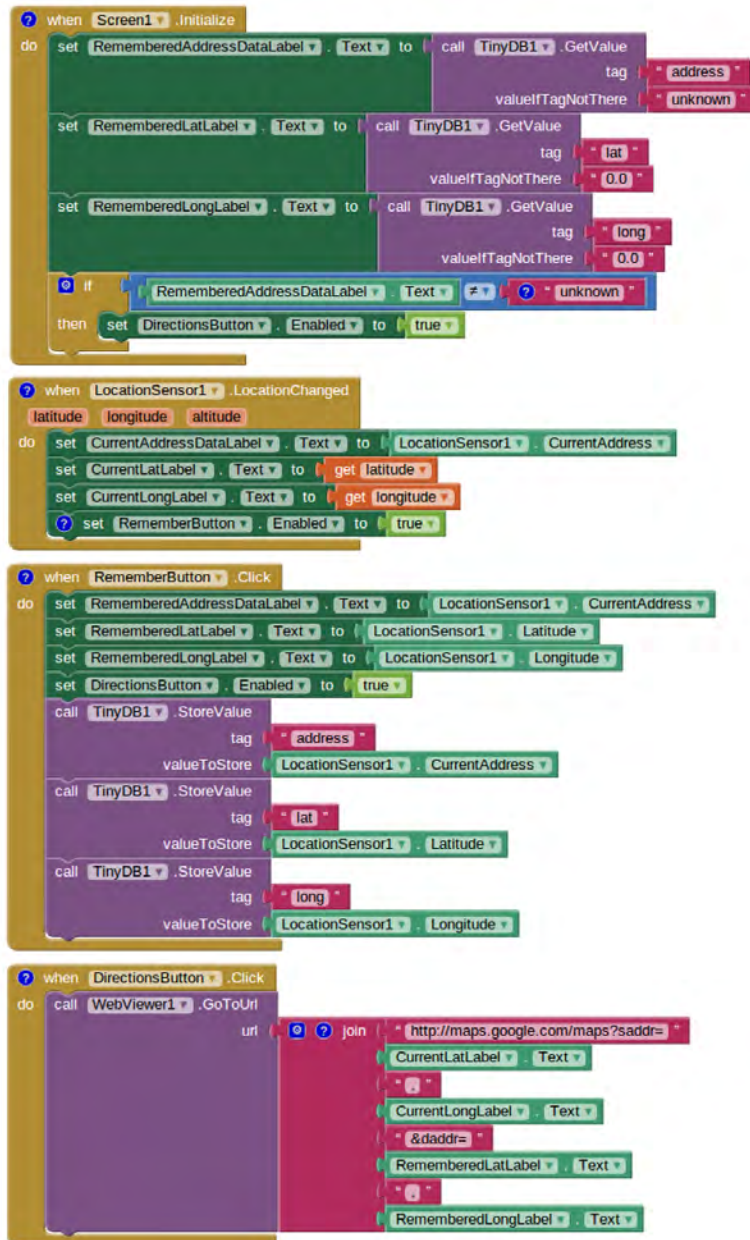 when Screen1 .Initialize
do set RememberedAddressDataLabel . Text to call TinyDB1 .GetValue
tag " address "
valueIfTagNotThere " unknown "
set RememberedLatLabel . Text to call TinyDB1 .GetValue
tag " lat "
valueIfTagNotThere " 0.0 "
set RememberedLongLabel . Text to call TinyDB1 .GetValue
tag " long "
valueIfTagNotThere " 0.0 "
if RememberedAddressDataLabel . Text ≠ " unknown "
then set DirectionsButton . Enabled to true
when LocationSensor1 .LocationChanged
latitude longitude altitude
do set CurrentAddressDataLabel . Text to LocationSensor1 . CurrentAddress
set CurrentLatLabel . Text to get latitude
set CurrentLongLabel . Text to get longitude
set RememberButton . Enabled to true
when RememberButton .Click
do set RememberedAddressDataLabel . Text to LocationSensor1 . CurrentAddress
set RememberedLatLabel . Text to LocationSensor1 . Latitude
set RememberedLongLabel . Text to LocationSensor1 . Longitude
set DirectionsButton . Enabled to true
call TinyDB1 .StoreValue
tag " address "
valueToStore LocationSensor1 . CurrentAddress
call TinyDB1 .StoreValue
tag " lat "
valueToStore LocationSensor1 . Latitude
call TinyDB1 .StoreValue
tag " long "
valueToStore LocationSensor1 . Longitude
when DirectionsButton .Click
do call WebViewer1 .GoToUrl
url join " http://maps.google.com/maps?saddr= "
CurrentLatLabel . Text
" , "
CurrentLongLabel . Text
" &daddr= "
RememberedLatLabel . Text
" , "
RememberedLongLabel . Text